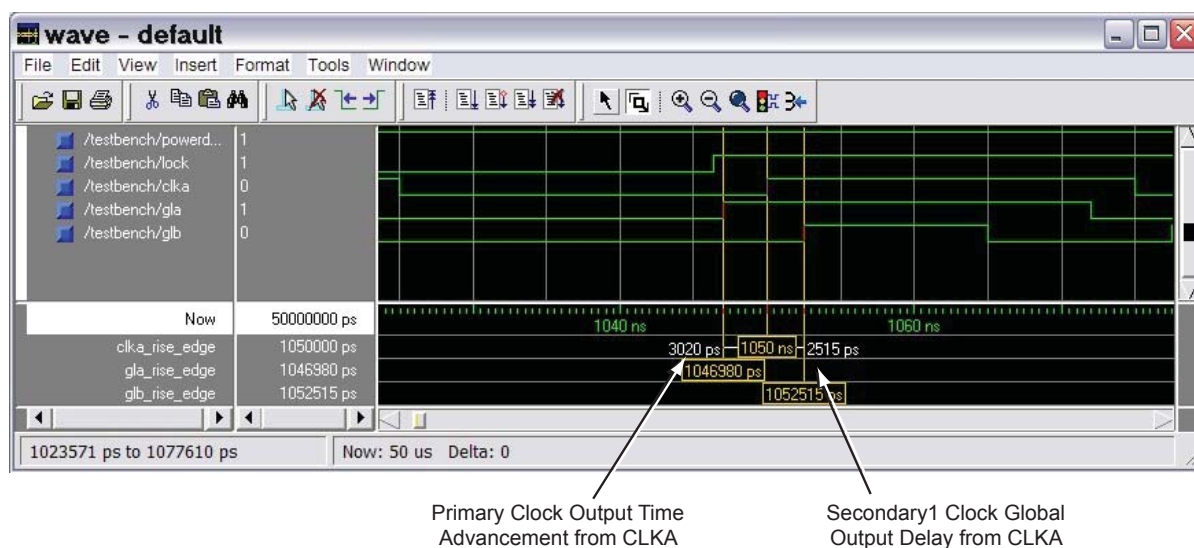 wave - default
File Edit View Insert Format Tools Window
/testbench/powerd... 1
/testbench/lock 1
/testbench/clka 0
/testbench/gla 1
/testbench/glb 0
Now 50000000 ps
1040 ns 1060 ns
clka_rise_edge 1050000 ps 3020 ps 1050 ns 2515 ps
gla_rise_edge 1046980 ps 1046980 ps
glb_rise_edge 1052515 ps 1052515 ps
1023571 ps to 1077610 ps Now: 50 us Delta: 0
Primary Clock Output Time
Advancement from CLKA
Secondary1 Clock Global
Output Delay from CLKA